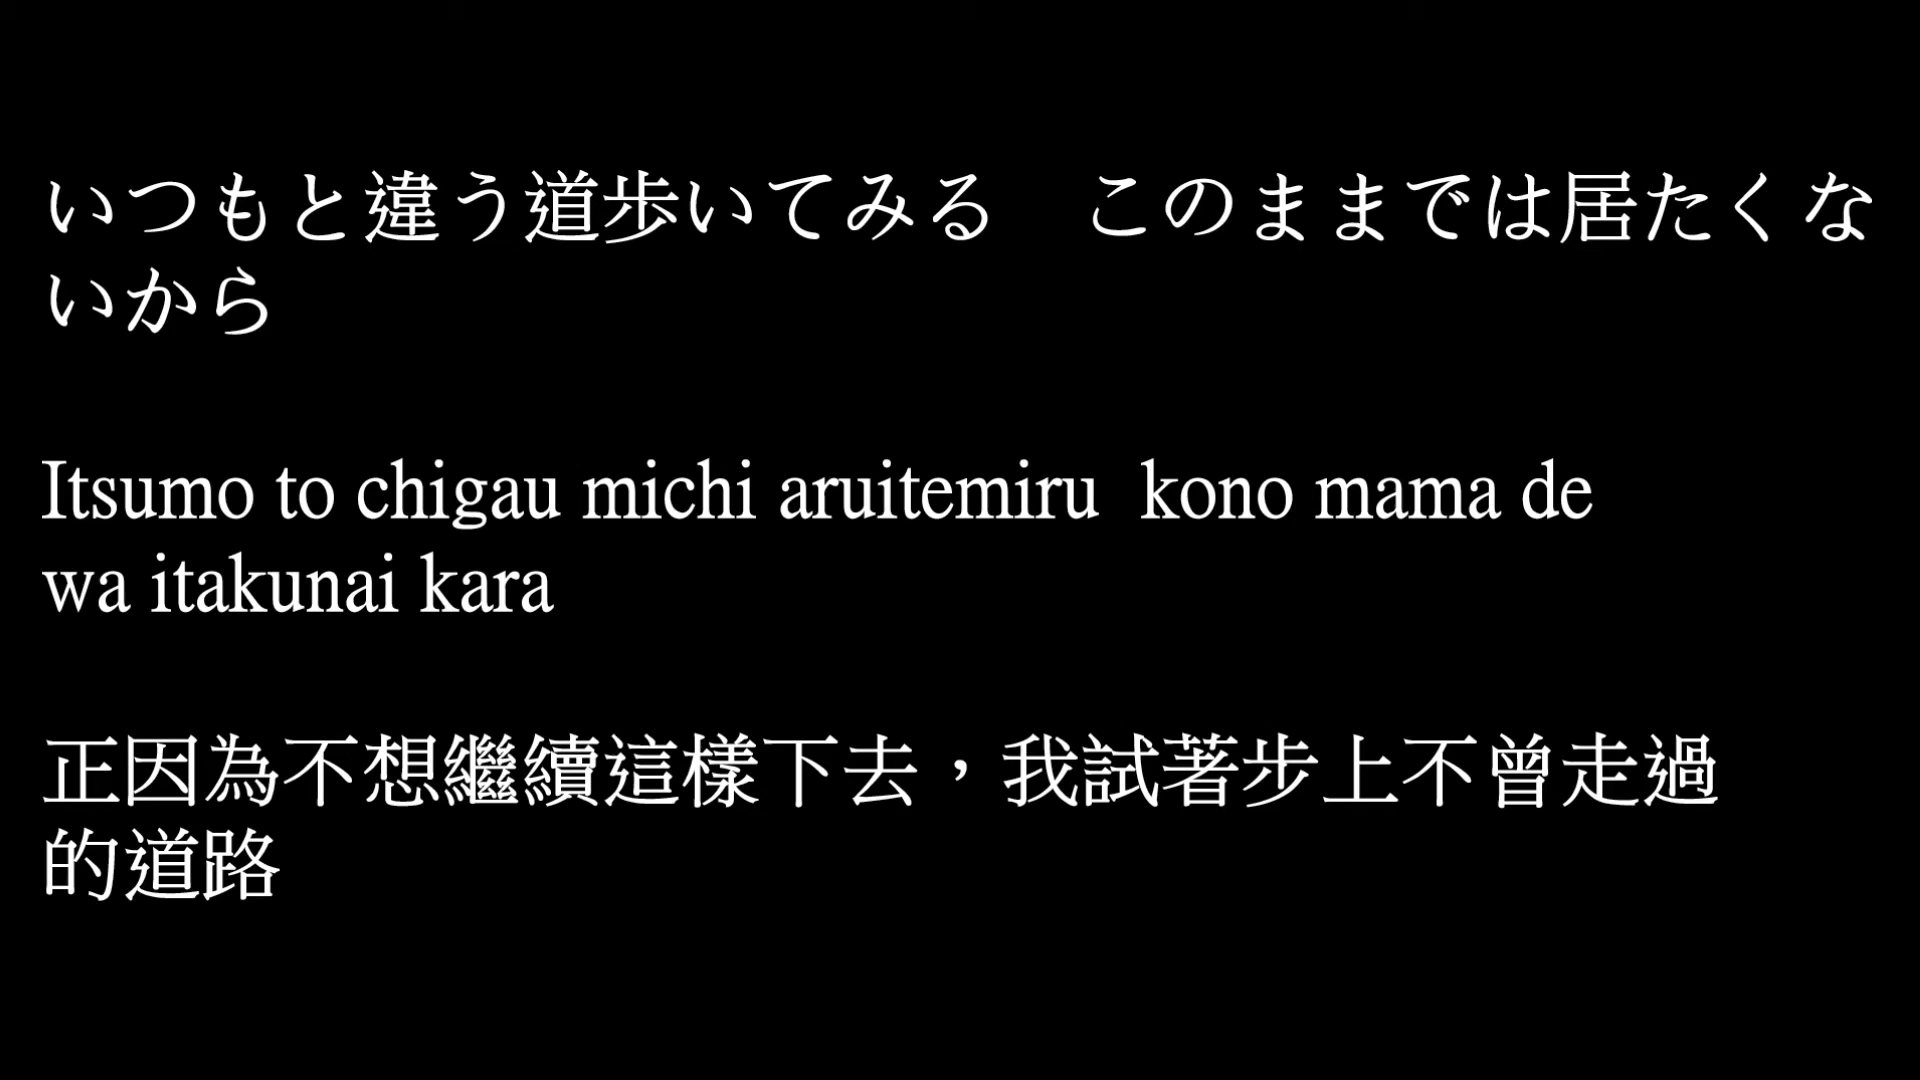 いつもと違う道歩いてみる　このままでは居たくな
いから
Itsumo to chigau michi aruitemiru  kono mama de
wa itakunai kara
正因為不想繼續這樣下去，我試著步上不曾走過
的道路